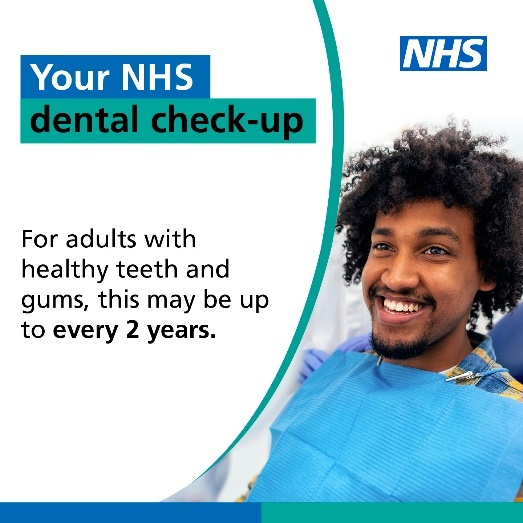 NHS
Your NHS
dental check-up
For adults with
healthy teeth and
gums, this may be up
to every 2 years.